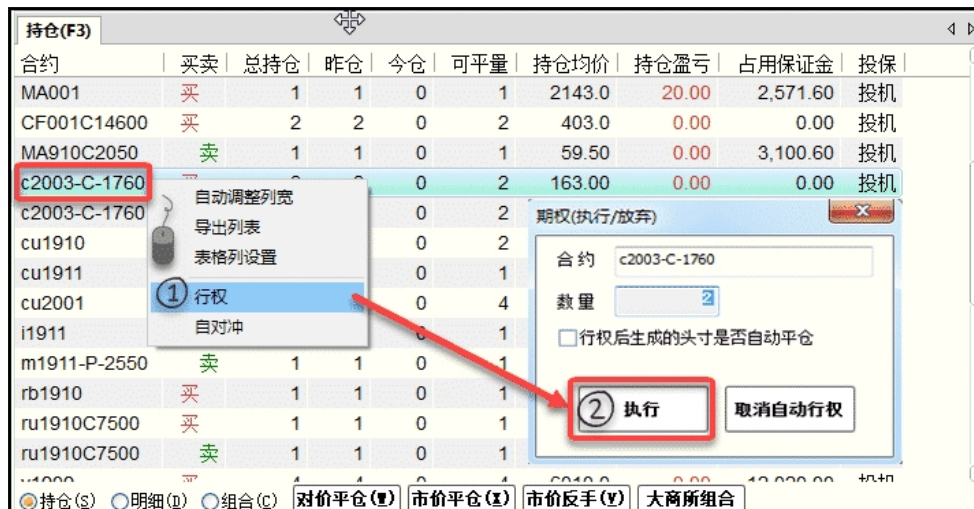 持仓(F3)
合约 买卖 总持仓 昨仓 今仓 可平量 持仓均价 持仓盈亏 占用保证金 投保
MA001 买 1 1 0 1 2143.0 20.00 2,571.60 投机
CF001C14600 买 2 2 0 2 403.0 0.00 0.00 投机
MA910C2050 卖 1 1 0 1 59.50 0.00 3,100.60 投机
c2003-C-1760 0 2 163.00 0.00 0.00 投机
自动调整列宽
导出列表
表格列设置
① 行权
自对冲
c2003-C-1760 0 2
cu1910 0 2
cu1911 0 1
cu2001 0 4
i1911 0 1
m1911-P-2550 卖 1 1 0 1
rb1910 买 1 1 0 1
ru1910C7500 买 1 1 0 1
ru1910C7500 卖 1 1 0 1
期权(执行/放弃)
合约 c2003-C-1760
数量 2
行权后生成的头寸是否自动平仓
② 执行 取消自动行权
持仓(S) 明细(D) 组合(C) 对价平仓(W) 市价平仓(X) 市价反手(V) 大商所组合